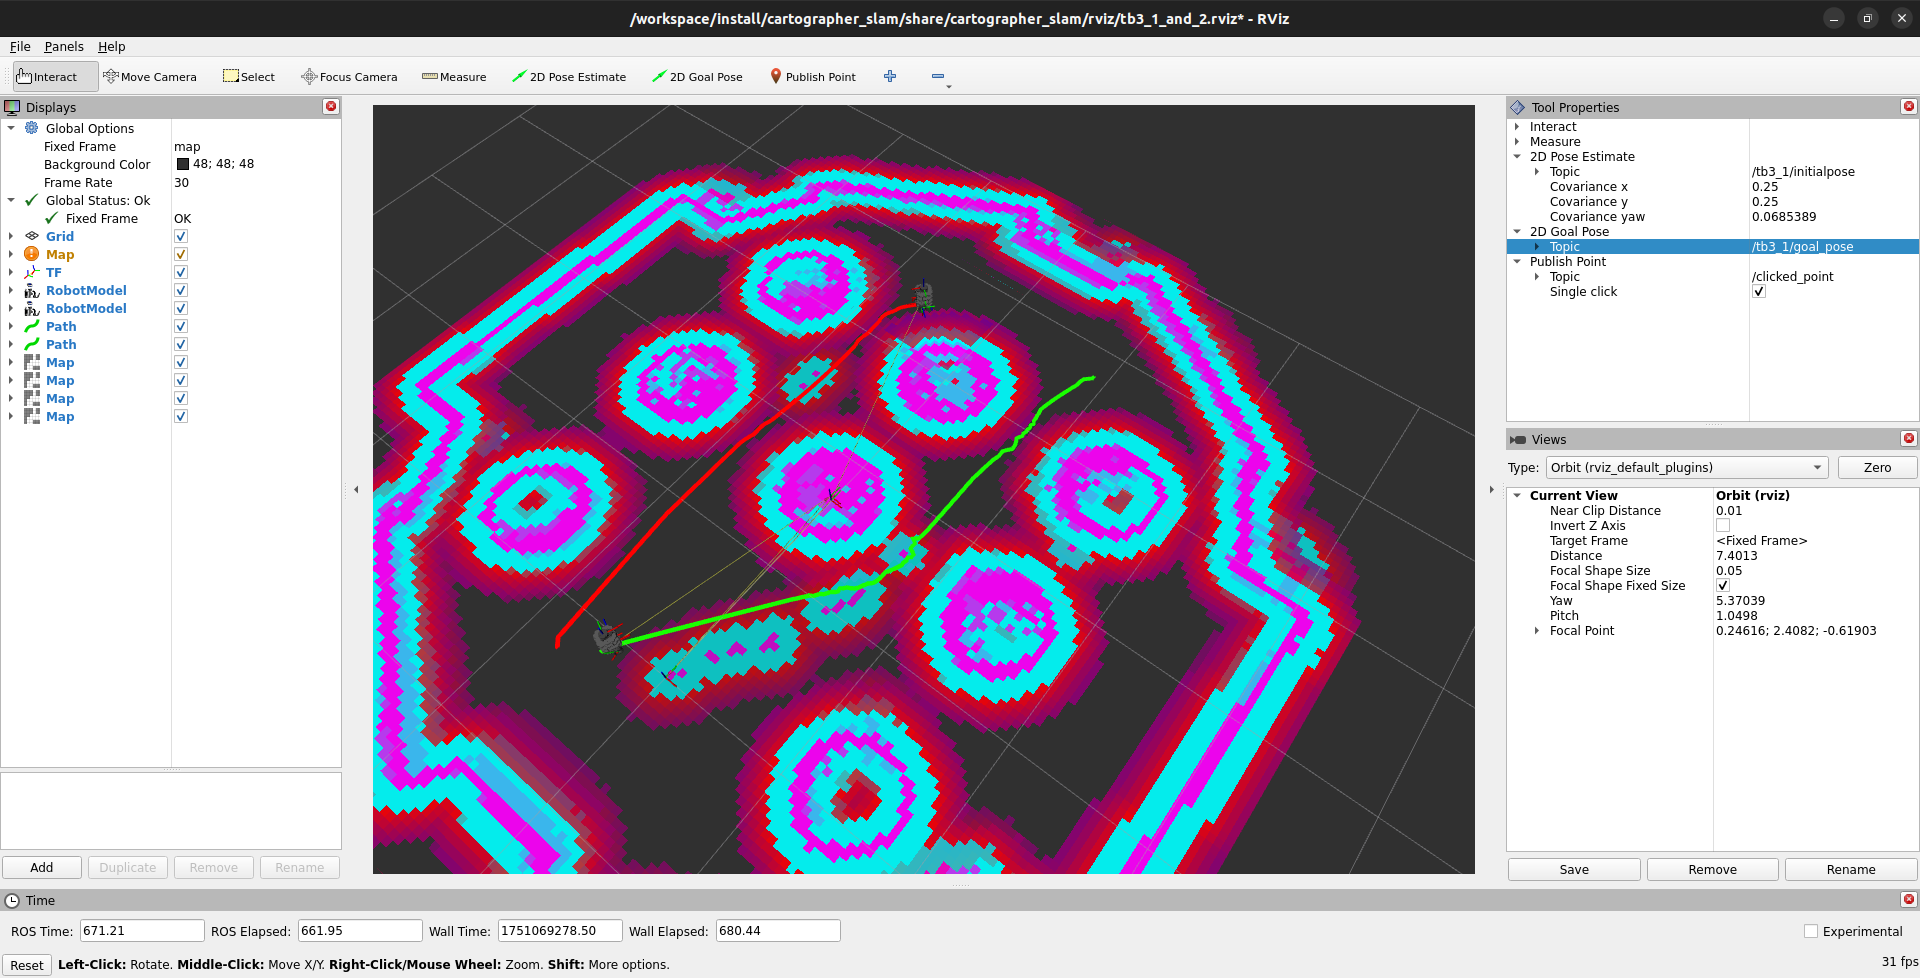 /workspace/install/cartographer_slam/share/cartographer_slam/rviz/tb3_1_and_2.rviz* - RViz
File Panels Help
Interact Move Camera Select Focus Camera Measure 2D Pose Estimate 2D Goal Pose Publish Point
Displays
Global Options
Fixed Frame map
Background Color 48; 48; 48
Frame Rate 30
Global Status: Ok
Fixed Frame OK
Grid
Map
TF
RobotModel
RobotModel
Path
Path
Map
Map
Map
Map
Add Duplicate Remove Rename
Tool Properties
Interact
Measure
2D Pose Estimate
Topic /tb3_1/initialpose
Covariance x 0.25
Covariance y 0.25
Covariance yaw 0.0685389
2D Goal Pose
Topic /tb3_1/goal_pose
Publish Point
Topic /clicked_point
Single click
Views
Type: Orbit (rviz_default_plugins) Zero
Current View Orbit (rviz)
Near Clip Distance 0.01
Invert Z Axis
Target Frame <Fixed Frame>
Distance 7.4013
Focal Shape Size 0.05
Focal Shape Fixed Size
Yaw 5.37039
Pitch 1.0498
Focal Point 0.24616; 2.4082; -0.61903
Save Remove Rename
Time
ROS Time: 671.21 ROS Elapsed: 661.95 Wall Time: 1751069278.50 Wall Elapsed: 680.44 Experimental
Reset Left-Click: Rotate. Middle-Click: Move X/Y. Right-Click/Mouse Wheel: Zoom. Shift: More options. 31 fps